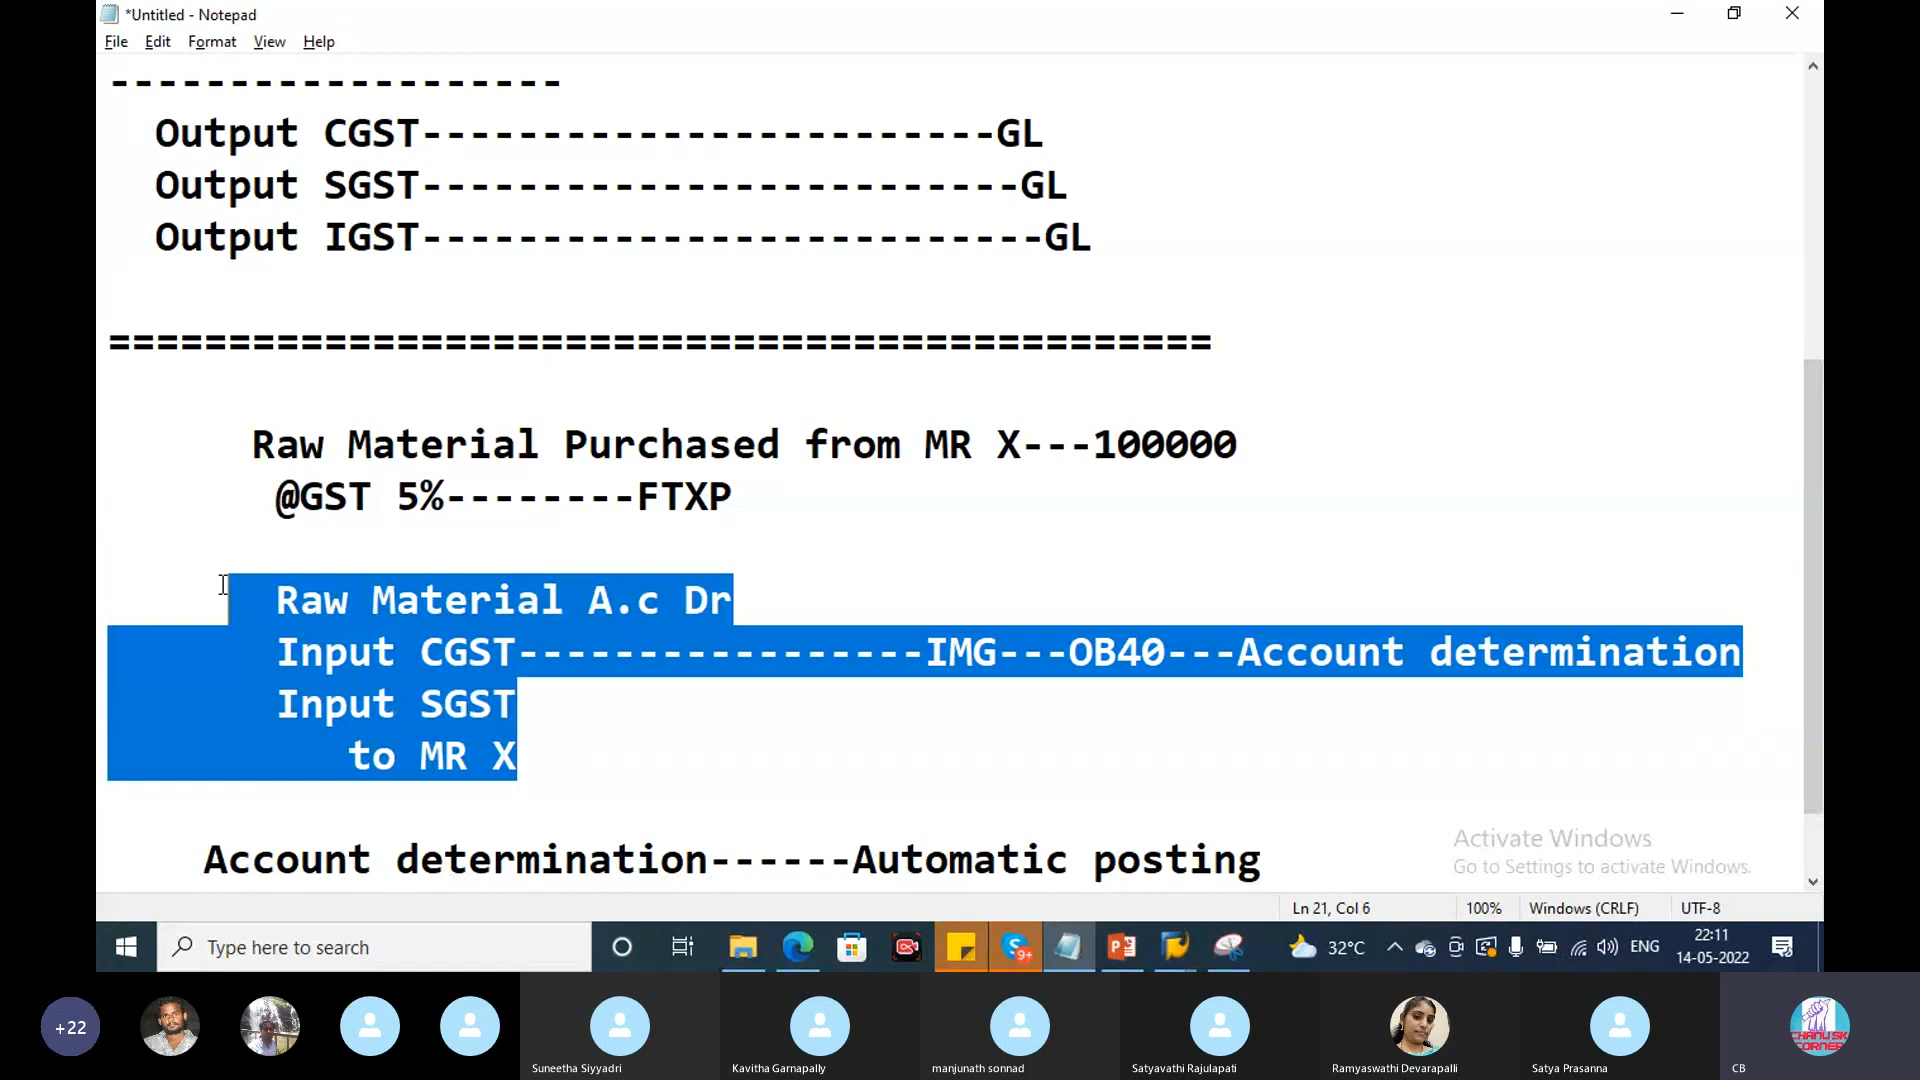 *Untitled - Notepad
File Edit Format View Help
-------------------
Output CGST------------------------GL
Output SGST-------------------------GL
Output IGST--------------------------GL
==============================================
Raw Material Purchased from MR X---100000
@GST 5%--------FTXP
Raw Material A.c Dr
Input CGST-----------------IMG---OB40---Account determination
Input SGST
to MR X
Account determination------Automatic posting
Activate Windows
Go to Settings to activate Windows.
Ln 21, Col 6 100% Windows (CRLF) UTF-8
Type here to search
9+
32°C
ENG
22:11
14-05-2022
+22
Suneetha Siyyadri
Kavitha Garnapally
manjunath sonnad
Satyavathi Rajulapati
Ramyaswathi Devarapalli
Satya Prasanna
CHANU SK
CORNER
CB